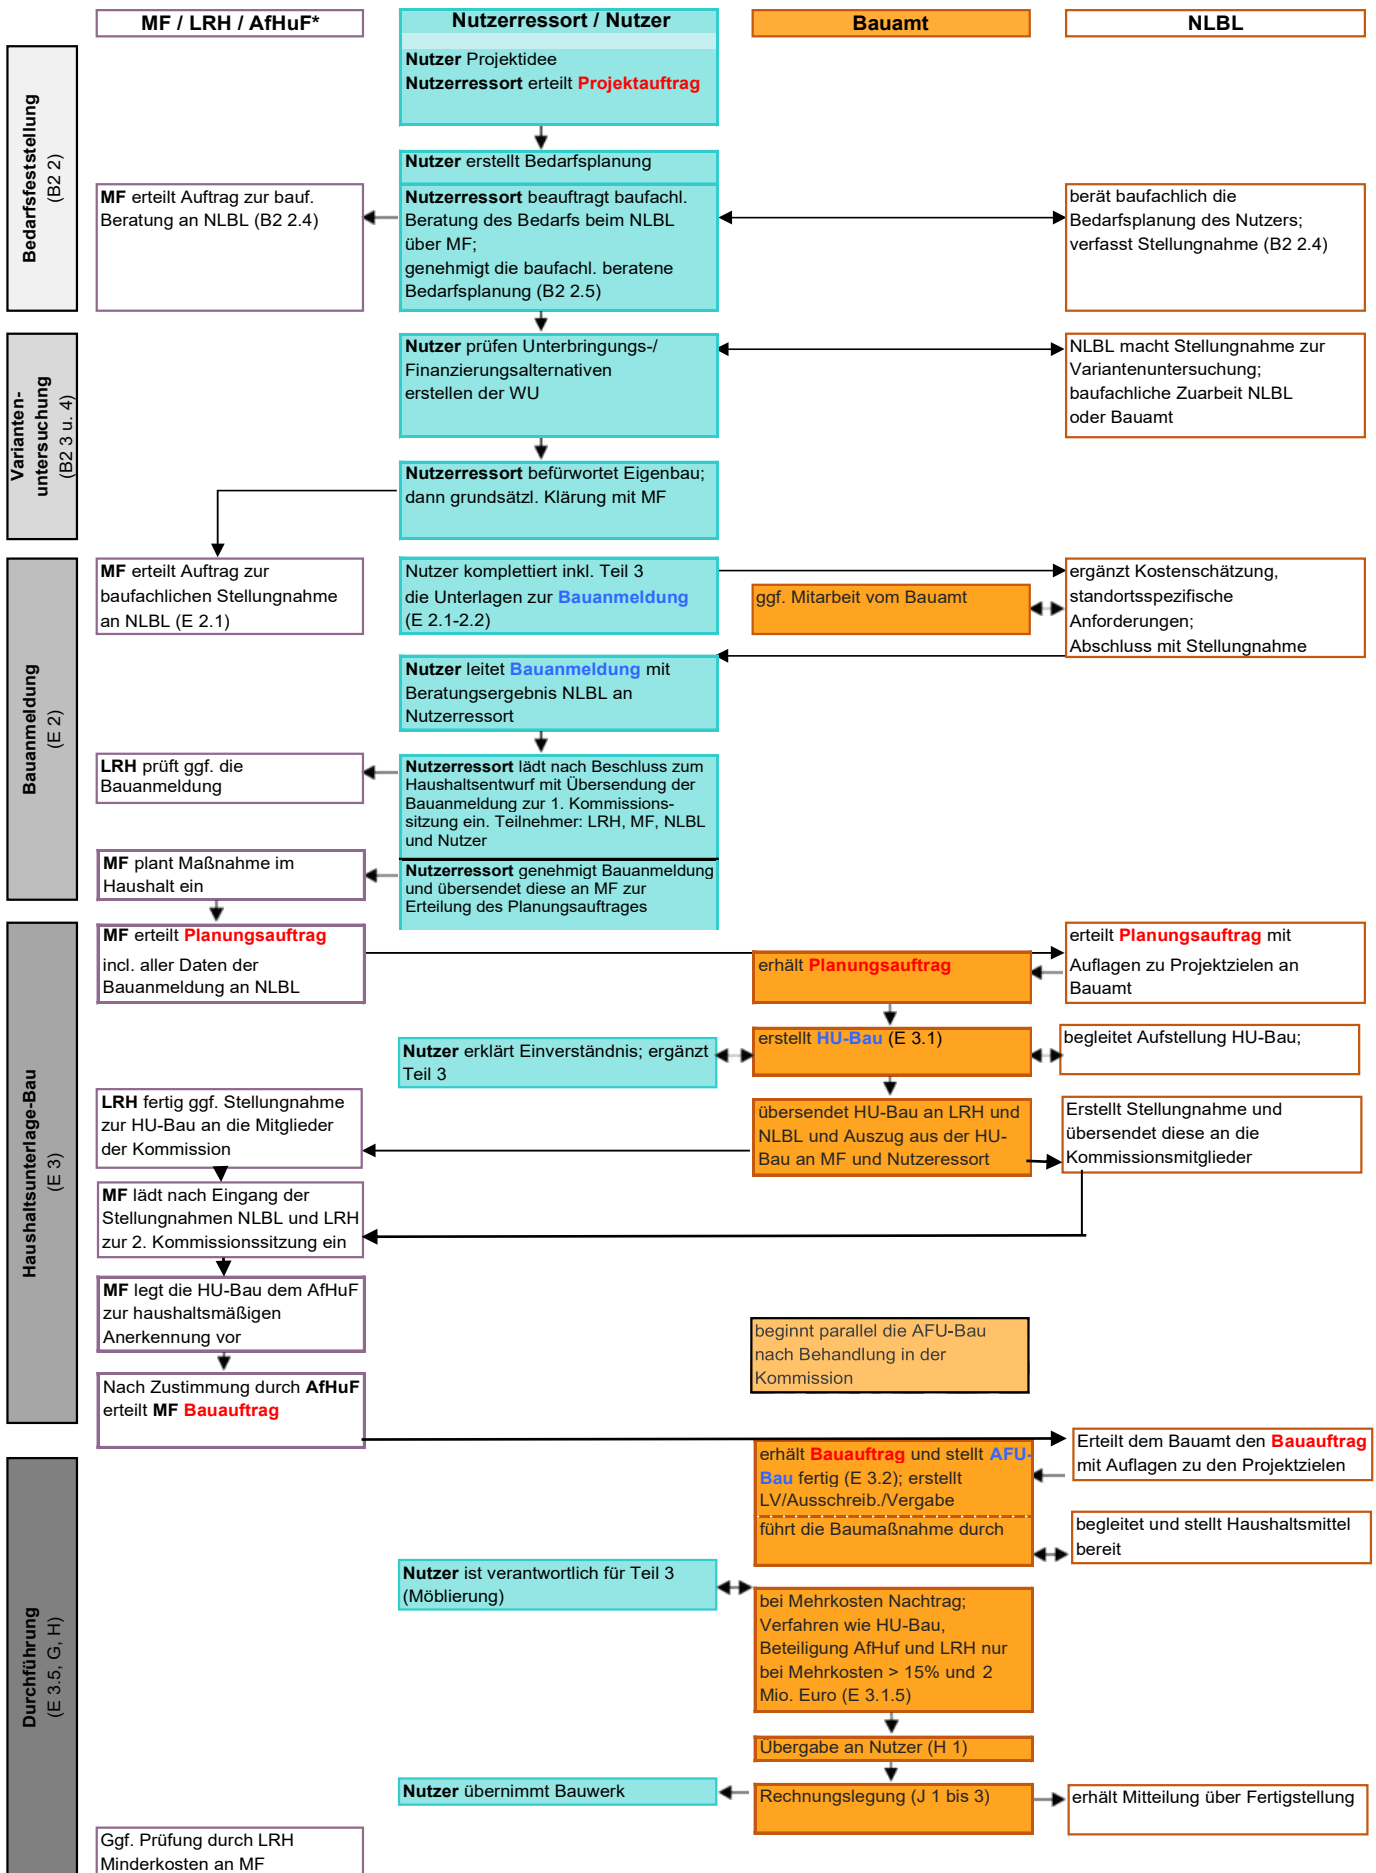 MF / LRH / AfHuF*
Nutzerressort / Nutzer
Bauamt
NLBL
Bedarfsfeststellung
(B2 2)
Nutzer Projektidee
Nutzerressort erteilt Projektauftrag
Nutzer erstellt Bedarfsplanung
MF erteilt Auftrag zur bauf.
Beratung an NLBL (B2 2.4)
Nutzerressort beauftragt baufachl.
Beratung des Bedarfs beim NLBL
über MF;
genehmigt die baufachl. beratene
Bedarfsplanung (B2 2.5)
berät baufachlich die
Bedarfsplanung des Nutzers;
verfasst Stellungnahme (B2 2.4)
Varianten-
untersuchung
(B2 3 u. 4)
Nutzer prüfen Unterbringungs-/
Finanzierungsalternativen
erstellen der WU
NLBL macht Stellungnahme zur
Variantenuntersuchung;
baufachliche Zuarbeit NLBL
oder Bauamt
Nutzerressort befürwortet Eigenbau;
dann grundsätzl. Klärung mit MF
Bauanmeldung
(E 2)
MF erteilt Auftrag zur
baufachlichen Stellungnahme
an NLBL (E 2.1)
Nutzer komplettiert inkl. Teil 3
die Unterlagen zur Bauanmeldung
(E 2.1-2.2)
ggf. Mitarbeit vom Bauamt
ergänzt Kostenschätzung,
standortsspezifische
Anforderungen;
Abschluss mit Stellungnahme
Nutzer leitet Bauanmeldung mit
Beratungsergebnis NLBL an
Nutzerressort
LRH prüft ggf. die
Bauanmeldung
Nutzerressort lädt nach Beschluss zum
Haushaltsentwurf mit Übersendung der
Bauanmeldung zur 1. Kommissions-
sitzung ein. Teilnehmer: LRH, MF, NLBL
und Nutzer
MF plant Maßnahme im
Haushalt ein
Nutzerressort genehmigt Bauanmeldung
und übersendet diese an MF zur
Erteilung des Planungsauftrages
Haushaltsunterlage-Bau
(E 3)
MF erteilt Planungsauftrag
incl. aller Daten der
Bauanmeldung an NLBL
erhält Planungsauftrag
erteilt Planungsauftrag mit
Auflagen zu Projektzielen an
Bauamt
Nutzer erklärt Einverständnis; ergänzt
Teil 3
erstellt HU-Bau (E 3.1)
begleitet Aufstellung HU-Bau;
LRH fertig ggf. Stellungnahme
zur HU-Bau an die Mitglieder
der Kommission
übersendet HU-Bau an LRH und
NLBL und Auszug aus der HU-
Bau an MF und Nutzeressort
Erstellt Stellungnahme und
übersendet diese an die
Kommissionsmitglieder
MF lädt nach Eingang der
Stellungnahmen NLBL und LRH
zur 2. Kommissionssitzung ein
MF legt die HU-Bau dem AfHuF
zur haushaltsmäßigen
Anerkennung vor
beginnt parallel die AFU-Bau
nach Behandlung in der
Kommission
Nach Zustimmung durch AfHuF
erteilt MF Bauauftrag
Durchführung
(E 3.5, G, H)
erhält Bauauftrag und stellt AFU-
Bau fertig (E 3.2); erstellt
LV/Ausschreib./Vergabe
führt die Baumaßnahme durch
Erteilt dem Bauamt den Bauauftrag
mit Auflagen zu den Projektzielen
begleitet und stellt Haushaltsmittel
bereit
Nutzer ist verantwortlich für Teil 3
(Möblierung)
bei Mehrkosten Nachtrag;
Verfahren wie HU-Bau,
Beteiligung AfHuf und LRH nur
bei Mehrkosten > 15% und 2
Mio. Euro (E 3.1.5)
Übergabe an Nutzer (H 1)
Nutzer übernimmt Bauwerk
Rechnungslegung (J 1 bis 3)
erhält Mitteilung über Fertigstellung
Ggf. Prüfung durch LRH
Minderkosten an MF